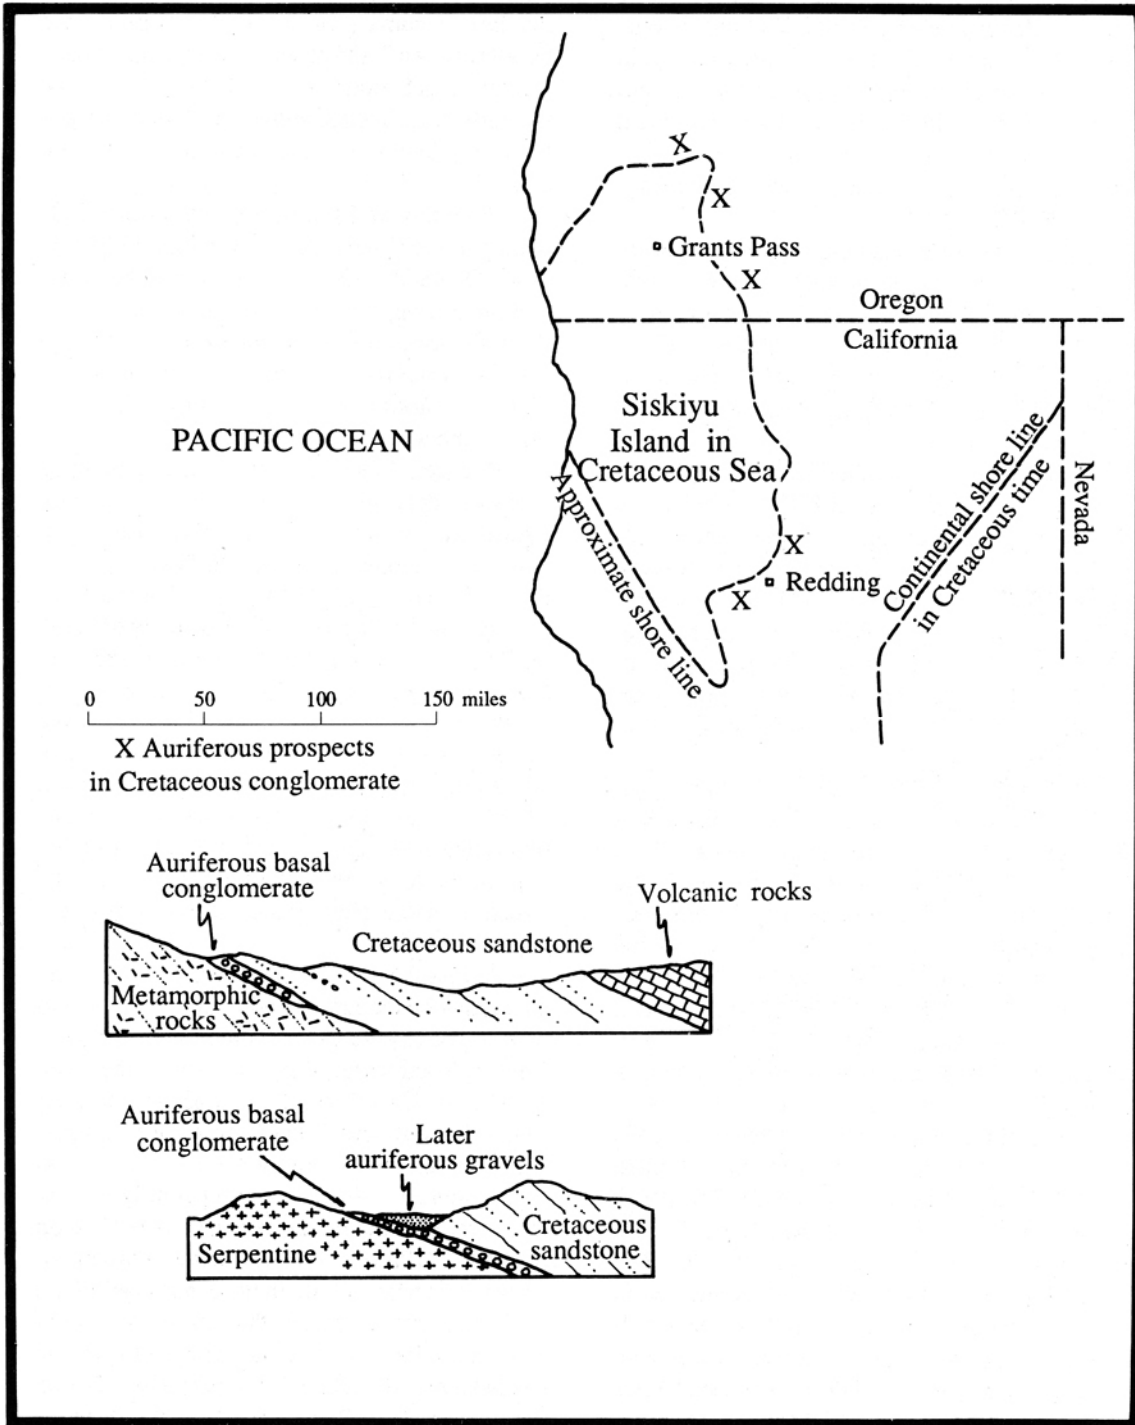 X
X
Grants Pass
X
Oregon
California
Siskiyu
Island in
Cretaceous Sea
PACIFIC OCEAN
Approximate shore line
Continental shore line
in Cretaceous time
Nevada
X
Redding
X
0 50 100 150 miles
X Auriferous prospects
in Cretaceous conglomerate
Auriferous basal
conglomerate
Volcanic rocks
Cretaceous sandstone
Metamorphic
rocks
Auriferous basal
conglomerate
Later
auriferous gravels
Serpentine
Cretaceous
sandstone